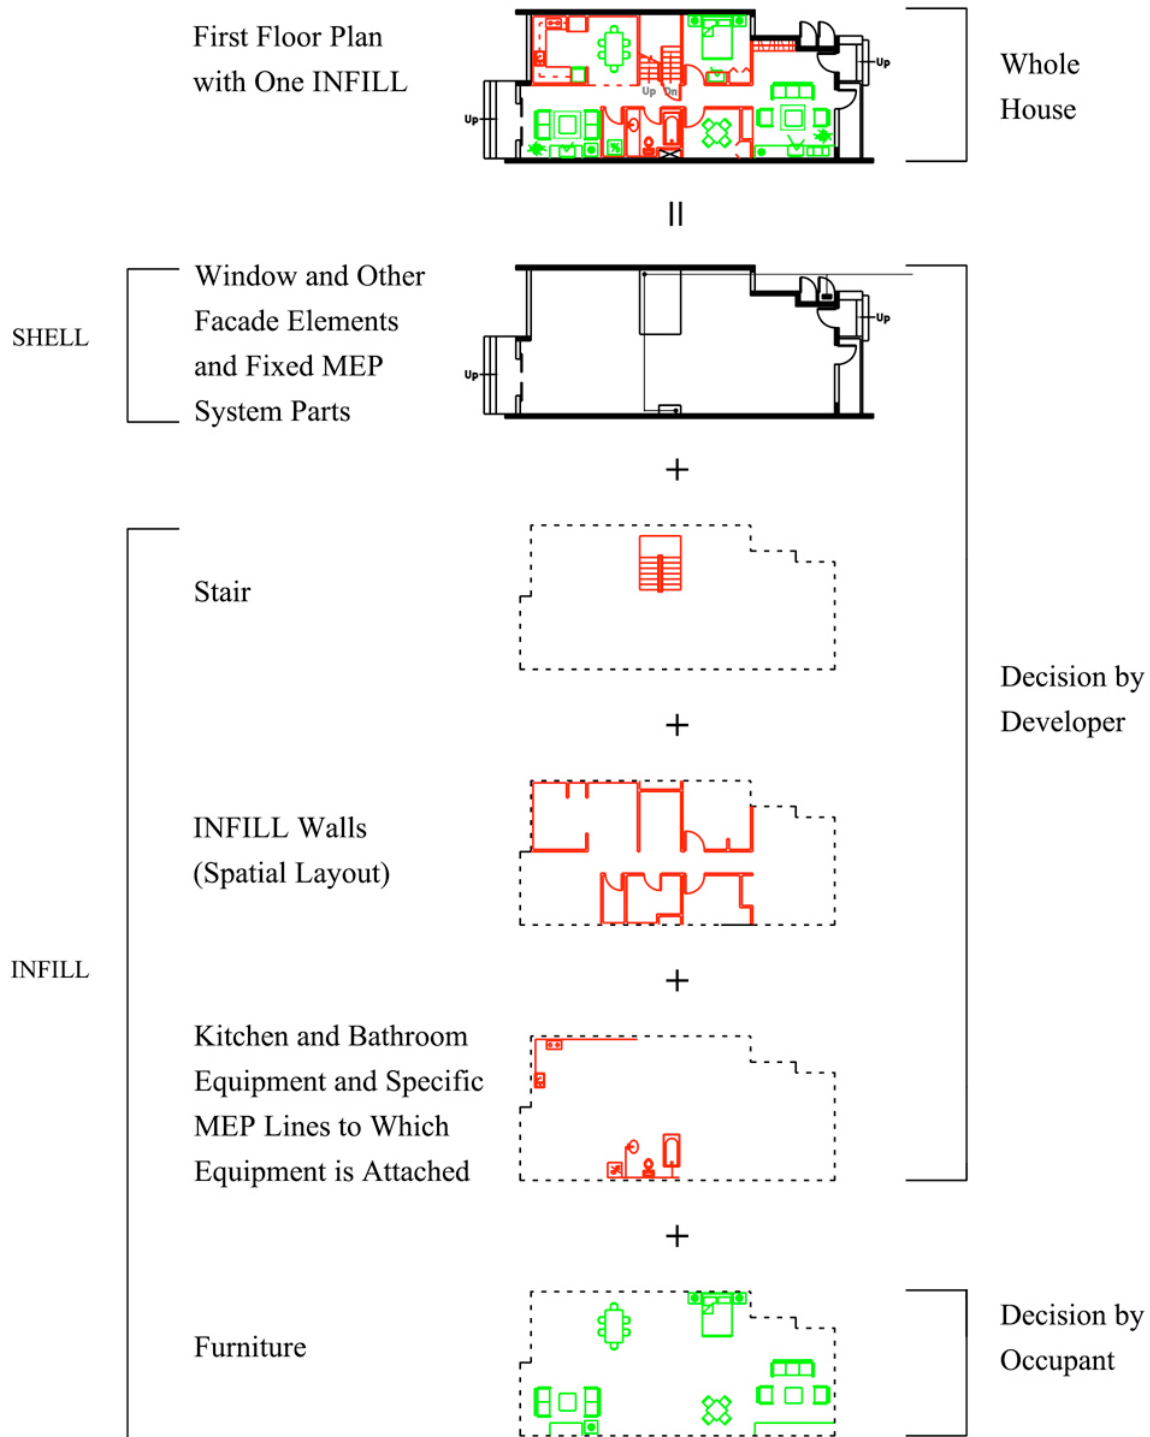 First Floor Plan
with One INFILL
Up
Up Dn
Up
Whole
House
=
SHELL
Window and Other
Facade Elements
and Fixed MEP
System Parts
Up
Up
+
Stair
+
Decision by
Developer
INFILL Walls
(Spatial Layout)
INFILL
+
Kitchen and Bathroom
Equipment and Specific
MEP Lines to Which
Equipment is Attached
+
Furniture
Decision by
Occupant